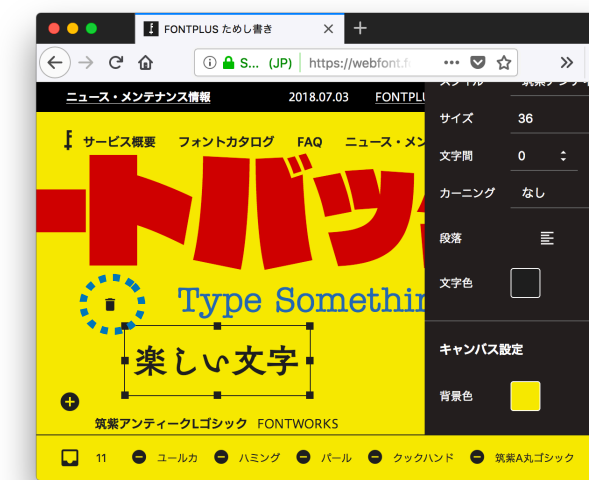 FONTPLUS ためし書き
S... (JP) https://webfont.f
ニュース・メンテナンス情報 2018.07.03 FONTPLU
サービス概要 フォントカタログ FAQ ニュース・メン
ートバッ
Type Somethin
楽しい文字
筑紫アンティークLゴシック FONTWORKS
サイズ 36
文字間 0
カーニング なし
段落
文字色
キャンバス設定
背景色
11 ユールカ ハミング パール クックハンド 筑紫A丸ゴシック